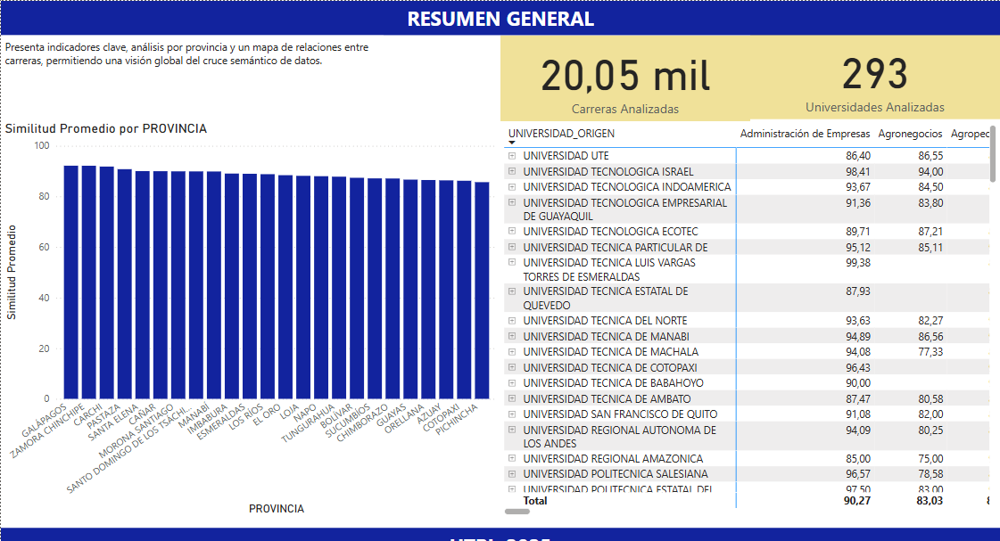 RESUMEN GENERAL
Presenta indicadores clave, análisis por provincia y un mapa de relaciones entre
carreras, permitiendo una visión global del cruce semántico de datos.
20,05 mil
Carreras Analizadas
293
Universidades Analizadas
Similitud Promedio por PROVINCIA
Similitud Promedio
100
80
60
40
20
0
GALÁPAGOS
ZAMORA CHINCHIPE
CARCHI
PASTAZA
SANTA ELENA
CAÑAR
MORONA SANTIAGO
SANTO DOMINGO DE LOS TSACHI...
MANABÍ
IMBABURA
ESMERALDAS
LOS RÍOS
EL ORO
LOJA
NAPO
TUNGURAHUA
BOLÍVAR
SUCUMBÍOS
CHIMBORAZO
GUAYAS
ORELLANA
AZUAY
COTOPAXI
PICHINCHA
PROVINCIA
UNIVERSIDAD_ORIGEN Administración de Empresas Agronegocios Agropec
UNIVERSIDAD UTE 86,40 86,55
UNIVERSIDAD TECNOLOGICA ISRAEL 98,41 94,00
UNIVERSIDAD TECNOLOGICA INDOAMERICA 93,67 84,50
UNIVERSIDAD TECNOLOGICA EMPRESARIAL 91,36 83,80
DE GUAYAQUIL
UNIVERSIDAD TECNOLOGICA ECOTEC 89,71 87,21
UNIVERSIDAD TECNICA PARTICULAR DE 95,12 85,11
UNIVERSIDAD TECNICA LUIS VARGAS 99,38
TORRES DE ESMERALDAS
UNIVERSIDAD TECNICA ESTATAL DE 87,93
QUEVEDO
UNIVERSIDAD TECNICA DEL NORTE 93,63 82,27
UNIVERSIDAD TECNICA DE MANABI 94,89 86,56
UNIVERSIDAD TECNICA DE MACHALA 94,08 77,33
UNIVERSIDAD TECNICA DE COTOPAXI 96,43
UNIVERSIDAD TECNICA DE BABAHOYO 90,00
UNIVERSIDAD TECNICA DE AMBATO 87,47 80,58
UNIVERSIDAD SAN FRANCISCO DE QUITO 91,08 82,00
UNIVERSIDAD REGIONAL AUTONOMA DE 94,09 80,25
LOS ANDES
UNIVERSIDAD REGIONAL AMAZONICA 85,00 75,00
UNIVERSIDAD POLITECNICA SALESIANA 96,57 78,58
UNIVERSIDAD POLITECNICA ESTATAL DEL 97,50 83,00
Total 90,27 83,03